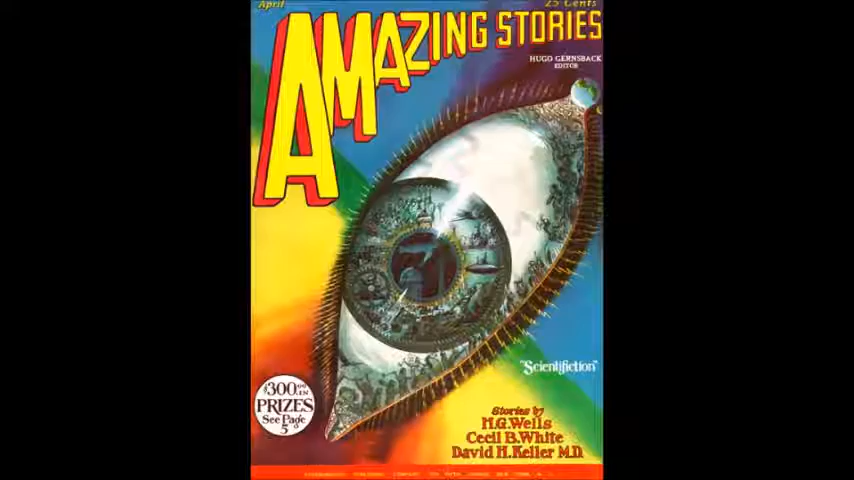 April
25 Cents
AMAZING STORIES
HUGO GERNSBACK
EDITOR
"Scientifiction"
$300.00 IN
PRIZES
See Page
5
Stories by
H.G.Wells
Cecil B.White
David H.Keller M.D.